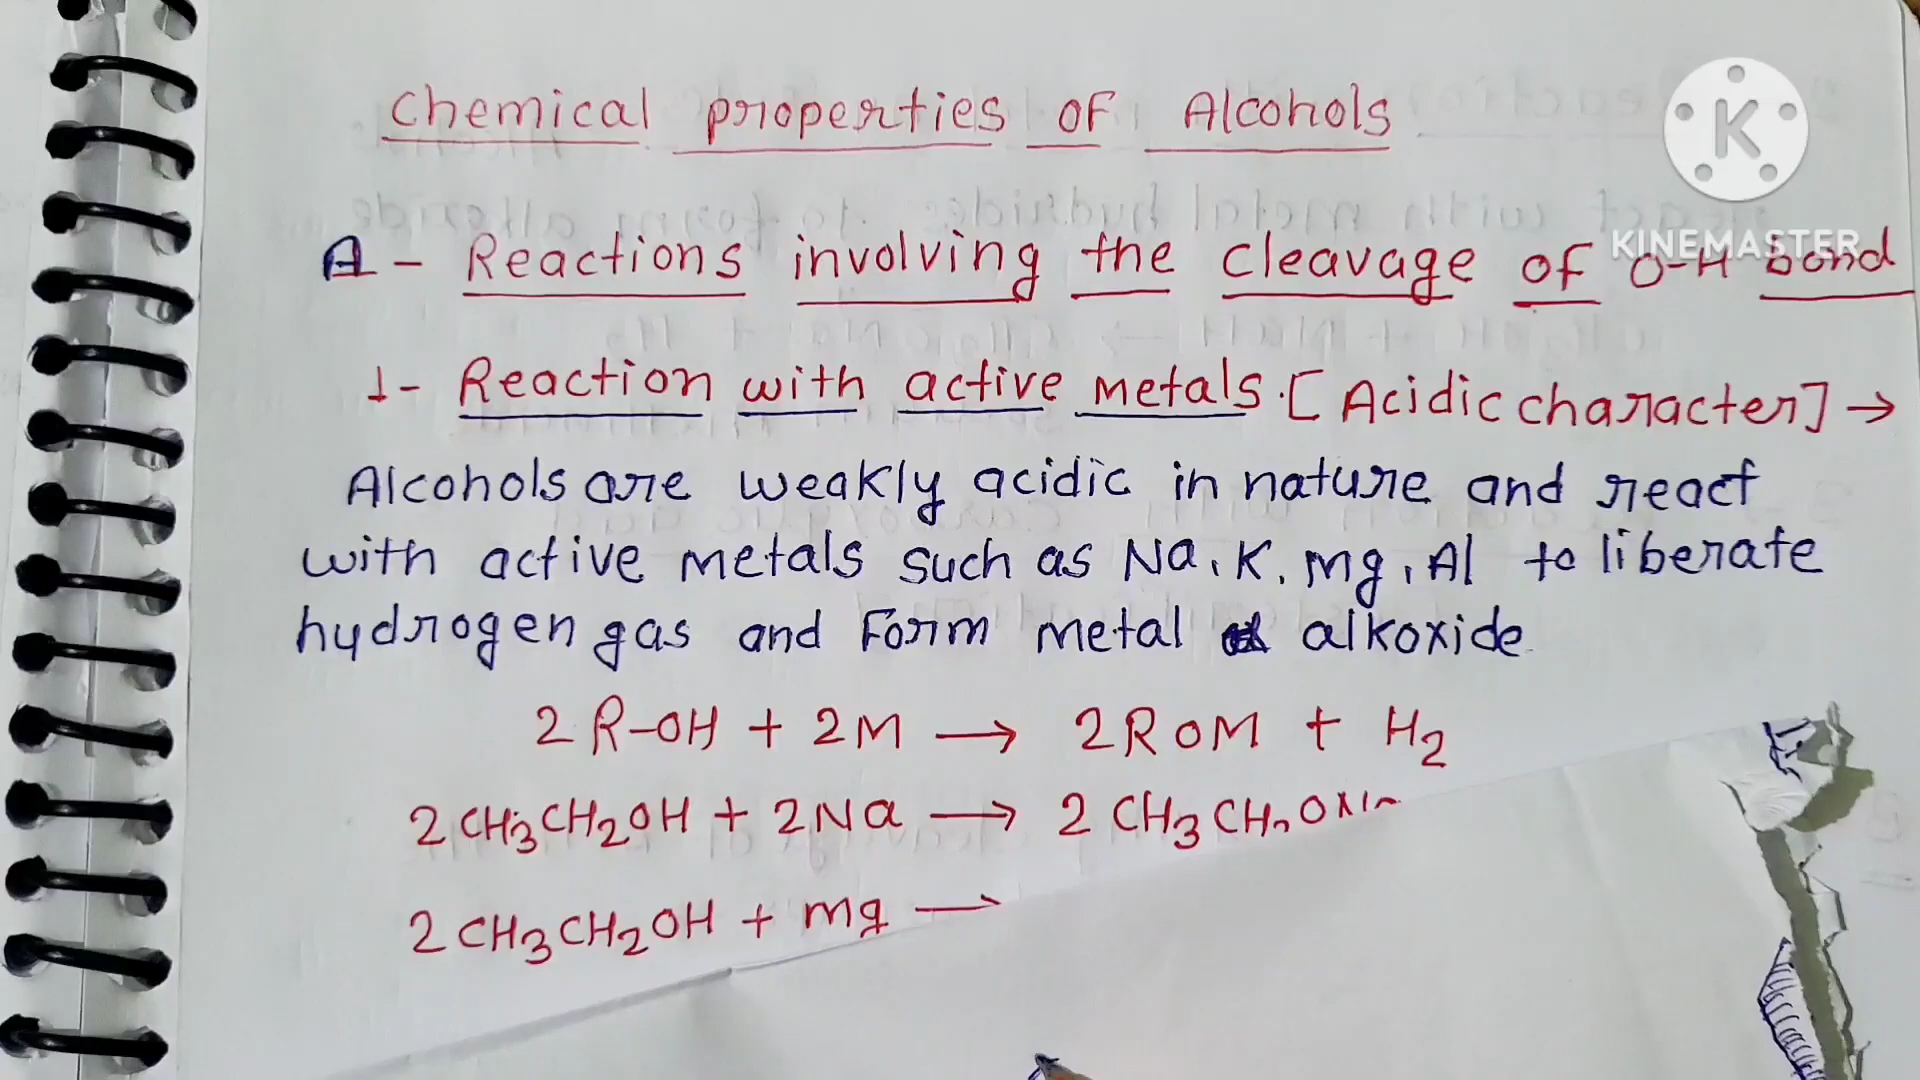 Chemical properties of Alcohols
K
KINEMASTER
A - Reactions involving the cleavage of O-H bond
1- Reaction with active metals. [Acidic character] →
Alcohols are weakly acidic in nature and react
with active metals such as Na, K, Mg, Al to liberate
hydrogen gas and form metal alkoxide
2R-OH + 2M → 2ROM + H₂
2CH₃CH₂OH + 2Na → 2CH₃CH₂O
2CH₃CH₂OH + Mg →